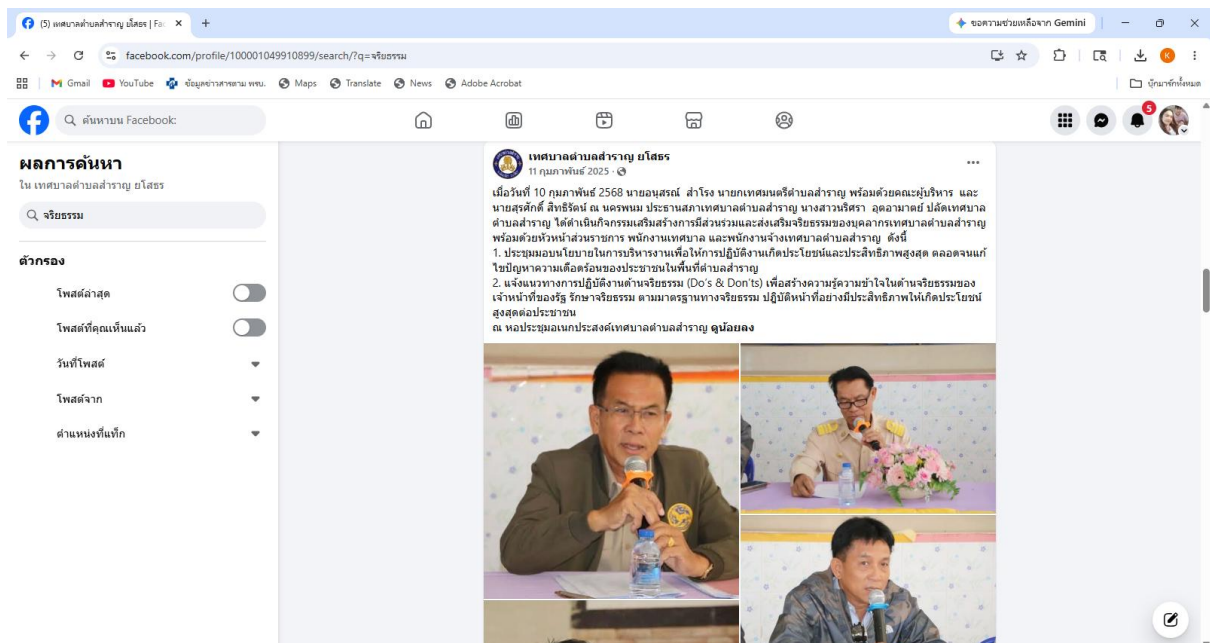 (5) เทศบาลตำบลสำราญ ยโสธร | Fac
ขอความช่วยเหลือจาก Gemini
facebook.com/profile/100001049910899/search/?q=จริยธรรม
K
Gmail
YouTube
ข้อมูลข่าวสารตาม พรบ.
Maps
Translate
News
Adobe Acrobat
บุ๊กมาร์กทั้งหมด
ค้นหาบน Facebook:
5
ผลการค้นหา
ใน เทศบาลตำบลสำราญ ยโสธร
จริยธรรม
ตัวกรอง
โพสต์ล่าสุด
โพสต์ที่คุณเห็นแล้ว
วันที่โพสต์
โพสต์จาก
ตำแหน่งที่แท็ก
เทศบาลตำบลสำราญ ยโสธร
11 กุมภาพันธ์ 2025 ·
เมื่อวันที่ 10 กุมภาพันธ์ 2568 นายอนุสรณ์ สำโรง นายกเทศมนตรีตำบลสำราญ พร้อมด้วยคณะผู้บริหาร และ
นายสุรศักดิ์ สิทธิรัตน์ ณ นครพนม ประธานสภาเทศบาลตำบลสำราญ นางสาวนริศรา อุดอามาตย์ ปลัดเทศบาล
ตำบลสำราญ ได้ดำเนินกิจกรรมเสริมสร้างการมีส่วนร่วมและส่งเสริมจริยธรรมของบุคลากรเทศบาลตำบลสำราญ
พร้อมด้วยหัวหน้าส่วนราชการ พนักงานเทศบาล และพนักงานจ้างเทศบาลตำบลสำราญ ดังนี้
1. ประชุมมอบนโยบายในการบริหารงานเพื่อให้การปฏิบัติงานเกิดประโยชน์และประสิทธิภาพสูงสุด ตลอดจนแก้
ไขปัญหาความเดือดร้อนของประชาชนในพื้นที่ตำบลสำราญ
2. แจ้งแนวทางการปฏิบัติงานด้านจริยธรรม (Do's & Don'ts) เพื่อสร้างความรู้ความเข้าใจในด้านจริยธรรมของ
เจ้าหน้าที่ของรัฐ รักษาจริยธรรม ตามมาตรฐานทางจริยธรรม ปฏิบัติหน้าที่อย่างมีประสิทธิภาพให้เกิดประโยชน์
สูงสุดต่อประชาชน
ณ หอประชุมอเนกประสงค์เทศบาลตำบลสำราญ ดูน้อยลง